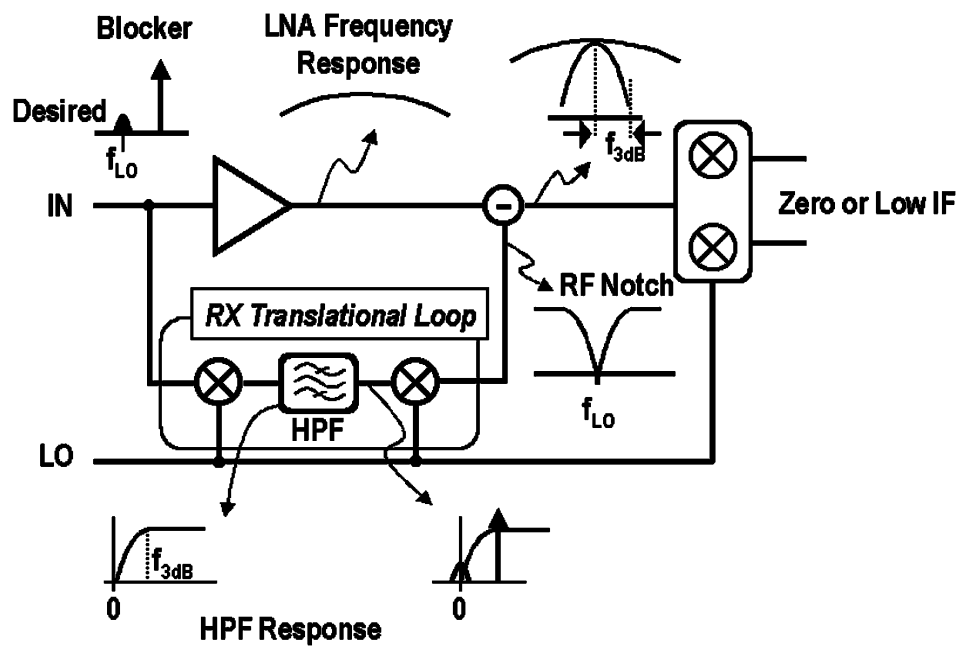 Blocker
LNA Frequency
Response
Desired
fLO
f3dB
IN
-
Zero or Low IF
RF Notch
RX Translational Loop
HPF
fLO
LO
f3dB
0
0
HPF Response